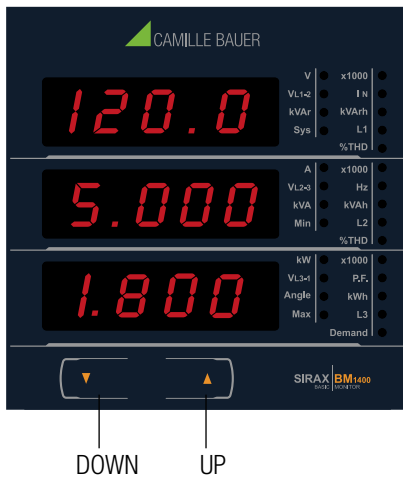 CAMILLE BAUER
120.0
V x1000
VL1-2 IN
kVAr kVArh
Sys L1
%THD
5.000
A x1000
VL2-3 Hz
kVA kVAh
Min L2
%THD
1.800
kW x1000
VL3-1 P.F.
Angle kWh
Max L3
Demand
▼ ▲
SIRAX BM1400
BASIC MONITOR
DOWN UP